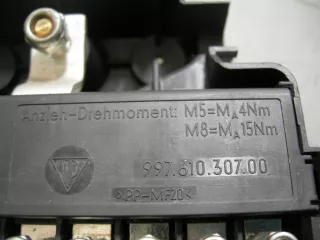 Anzieh-Drehmoment: M5=MA4Nm
M8=MA15Nm
997.610.307.00
>PP-MF20<